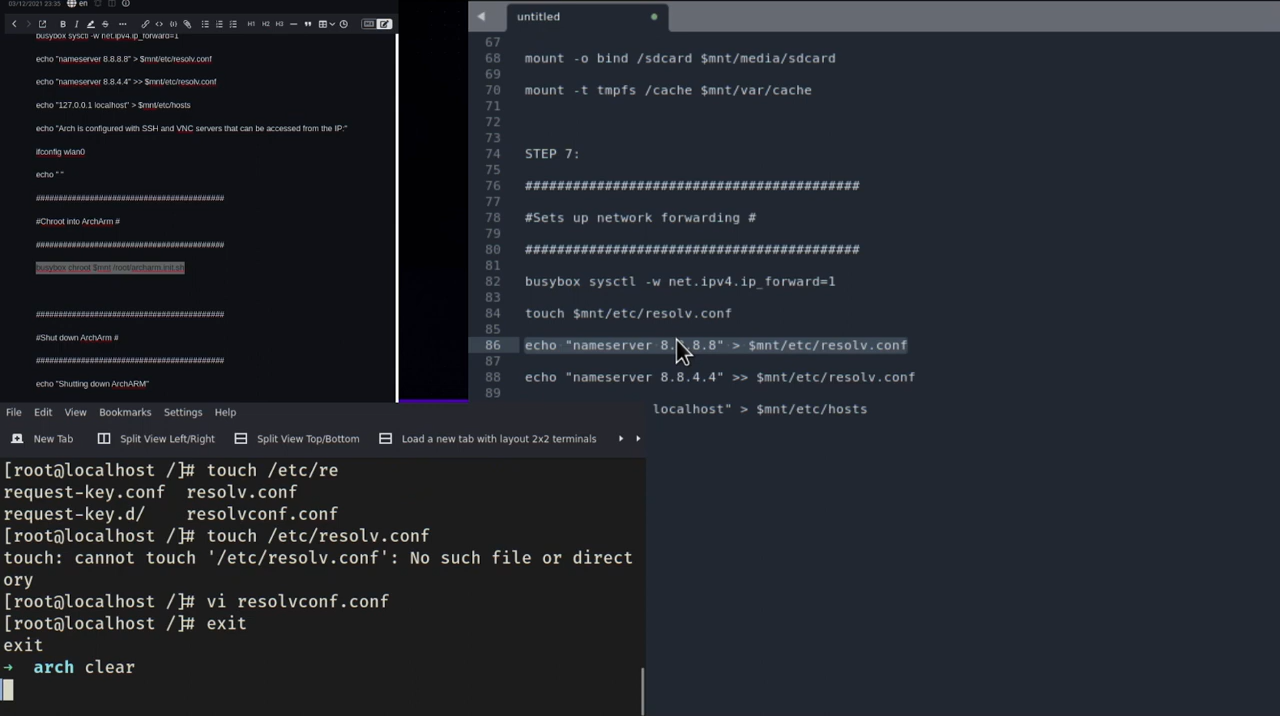 03/12/2021 23:35 en
B I H1 H2 H3
busybox sysctl -w net.ipv4.ip_forward=1
echo "nameserver 8.8.8.8" > $mnt/etc/resolv.conf
echo "nameserver 8.8.4.4" >> $mnt/etc/resolv.conf
echo "127.0.0.1 localhost" > $mnt/etc/hosts
echo "Arch is configured with SSH and VNC servers that can be accessed from the IP:"
ifconfig wlan0
echo " "
###########################################
#Chroot into ArchArm #
###########################################
busybox chroot $mnt /root/archarm.init.sh
###########################################
#Shut down ArchArm #
###########################################
echo "Shutting down ArchARM"
untitled
67
68 mount -o bind /sdcard $mnt/media/sdcard
69
70 mount -t tmpfs /cache $mnt/var/cache
71
72
73
74 STEP 7:
75
76 ##########################################
77
78 #Sets up network forwarding #
79
80 ##########################################
81
82 busybox sysctl -w net.ipv4.ip_forward=1
83
84 touch $mnt/etc/resolv.conf
85
86 echo "nameserver 8. .8.8" > $mnt/etc/resolv.conf
87
88 echo "nameserver 8.8.4.4" >> $mnt/etc/resolv.conf
89
localhost" > $mnt/etc/hosts
File Edit View Bookmarks Settings Help
New Tab Split View Left/Right Split View Top/Bottom Load a new tab with layout 2x2 terminals
[root@localhost /]# touch /etc/re
request-key.conf resolv.conf
request-key.d/ resolvconf.conf
[root@localhost /]# touch /etc/resolv.conf
touch: cannot touch '/etc/resolv.conf': No such file or direct
ory
[root@localhost /]# vi resolvconf.conf
[root@localhost /]# exit
exit
→ arch clear